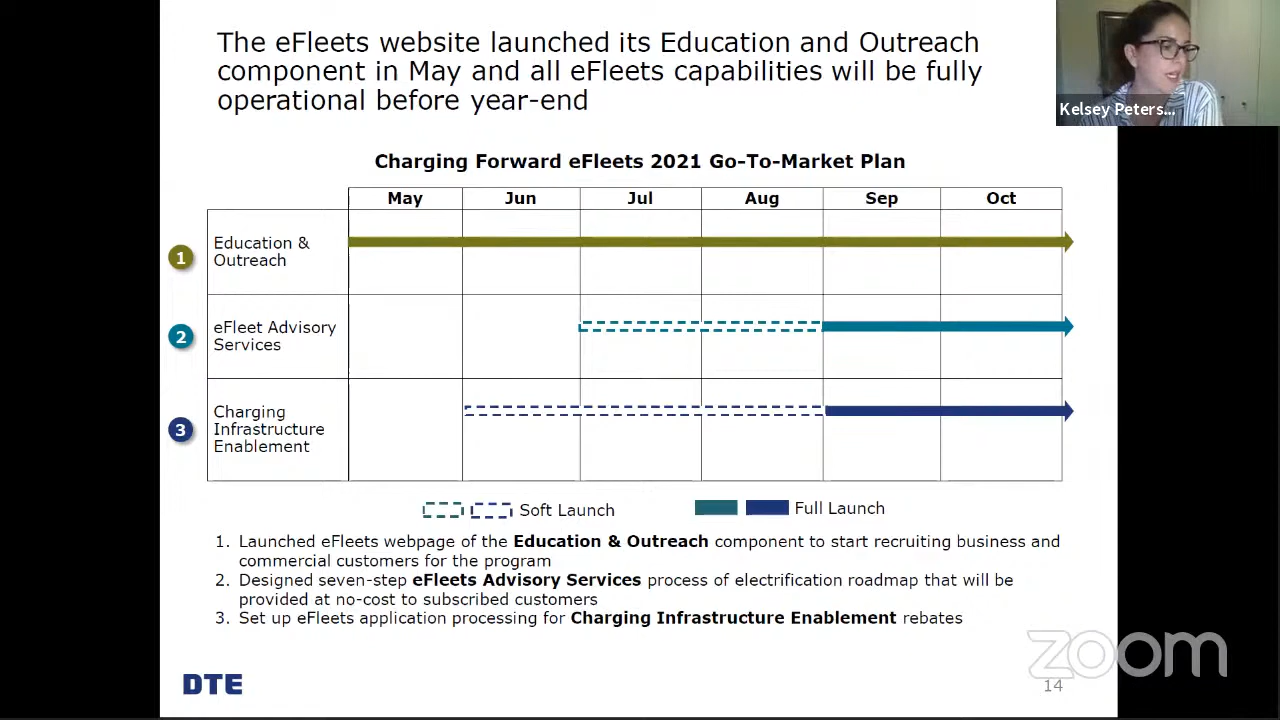 The eFleets website launched its Education and Outreach
component in May and all eFleets capabilities will be fully
operational before year-end
Kelsey Peters...
Charging Forward eFleets 2021 Go-To-Market Plan
May Jun Jul Aug Sep Oct
1
Education &
Outreach
2
eFleet Advisory
Services
3
Charging
Infrastructure
Enablement
Soft Launch
Full Launch
1. Launched eFleets webpage of the Education & Outreach component to start recruiting business and
commercial customers for the program
2. Designed seven-step eFleets Advisory Services process of electrification roadmap that will be
provided at no-cost to subscribed customers
3. Set up eFleets application processing for Charging Infrastructure Enablement rebates
zoom
DTE
14